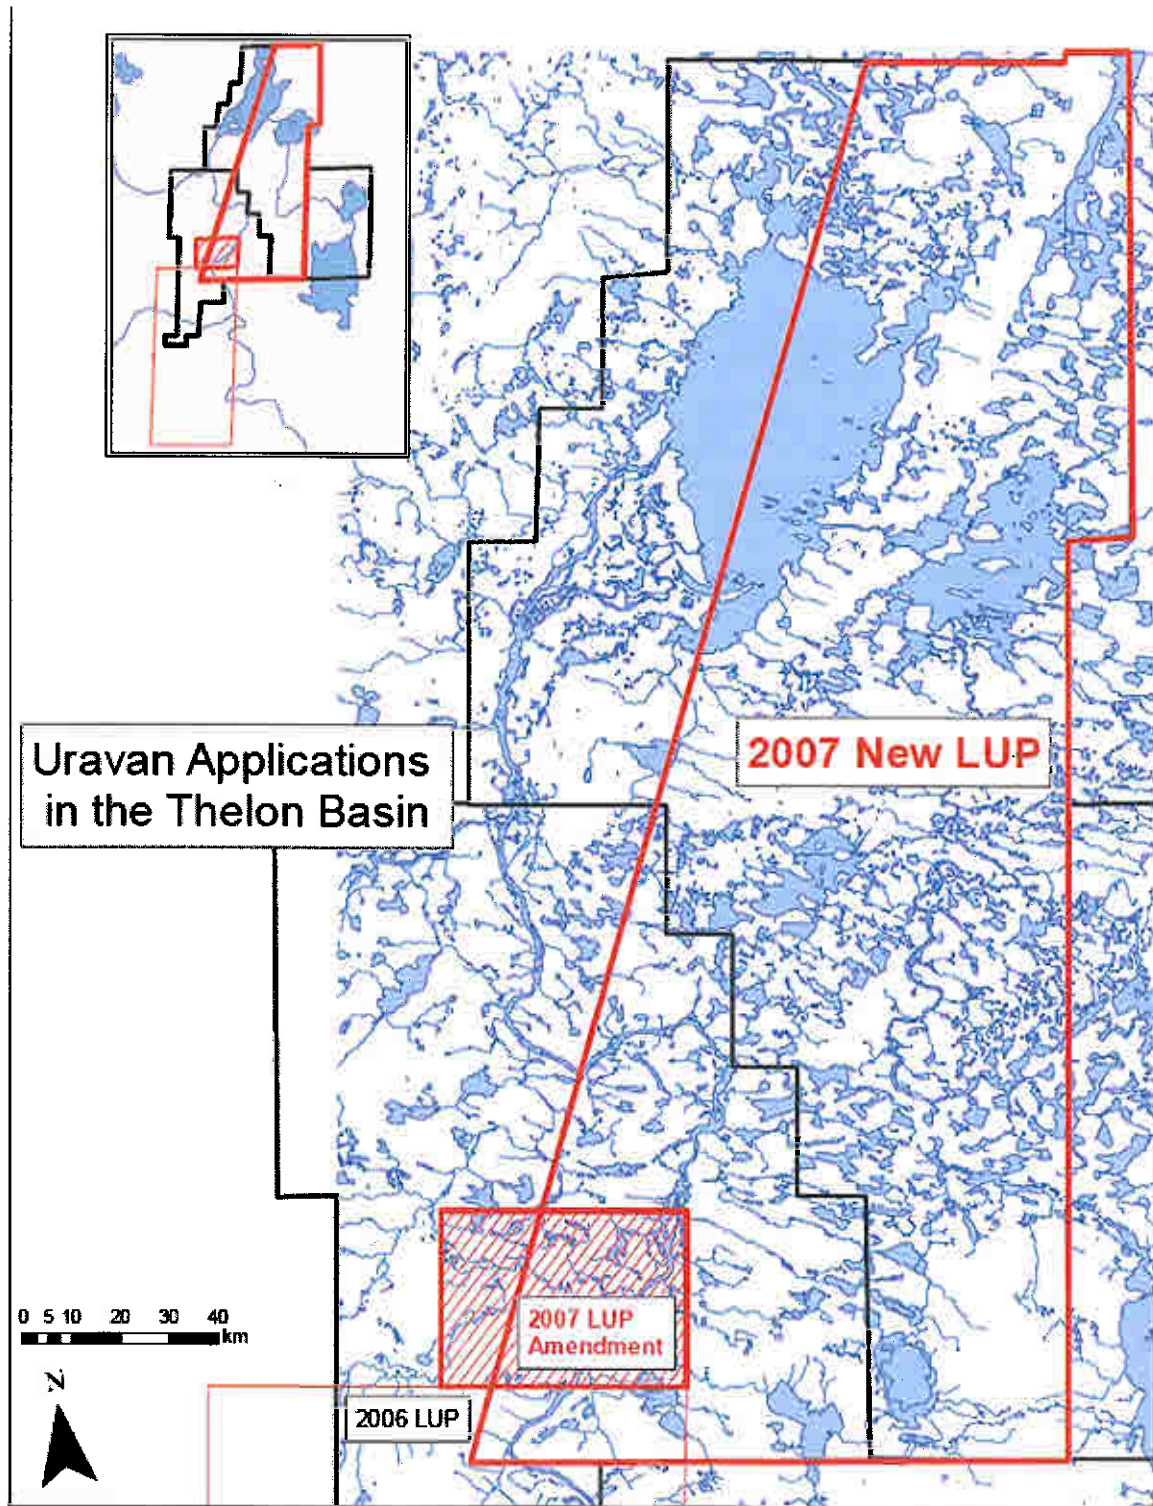 Uravan Applications
in the Thelon Basin
2007 New LUP
2007 LUP
Amendment
2006 LUP
0 5 10 20 30 40
km
N